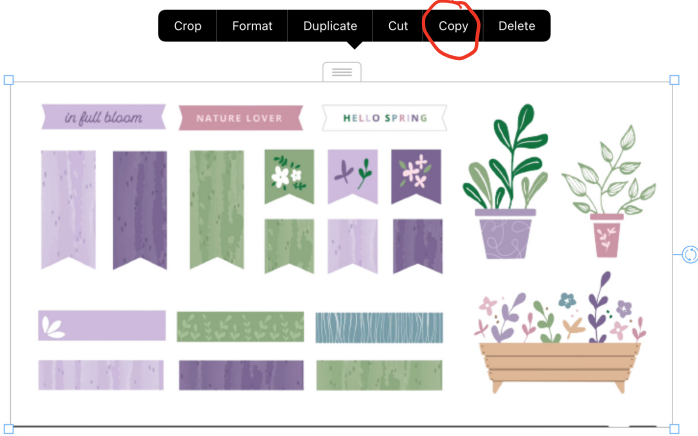 Crop Format Duplicate Cut Copy Delete
in full bloom NATURE LOVER HELLO SPRING